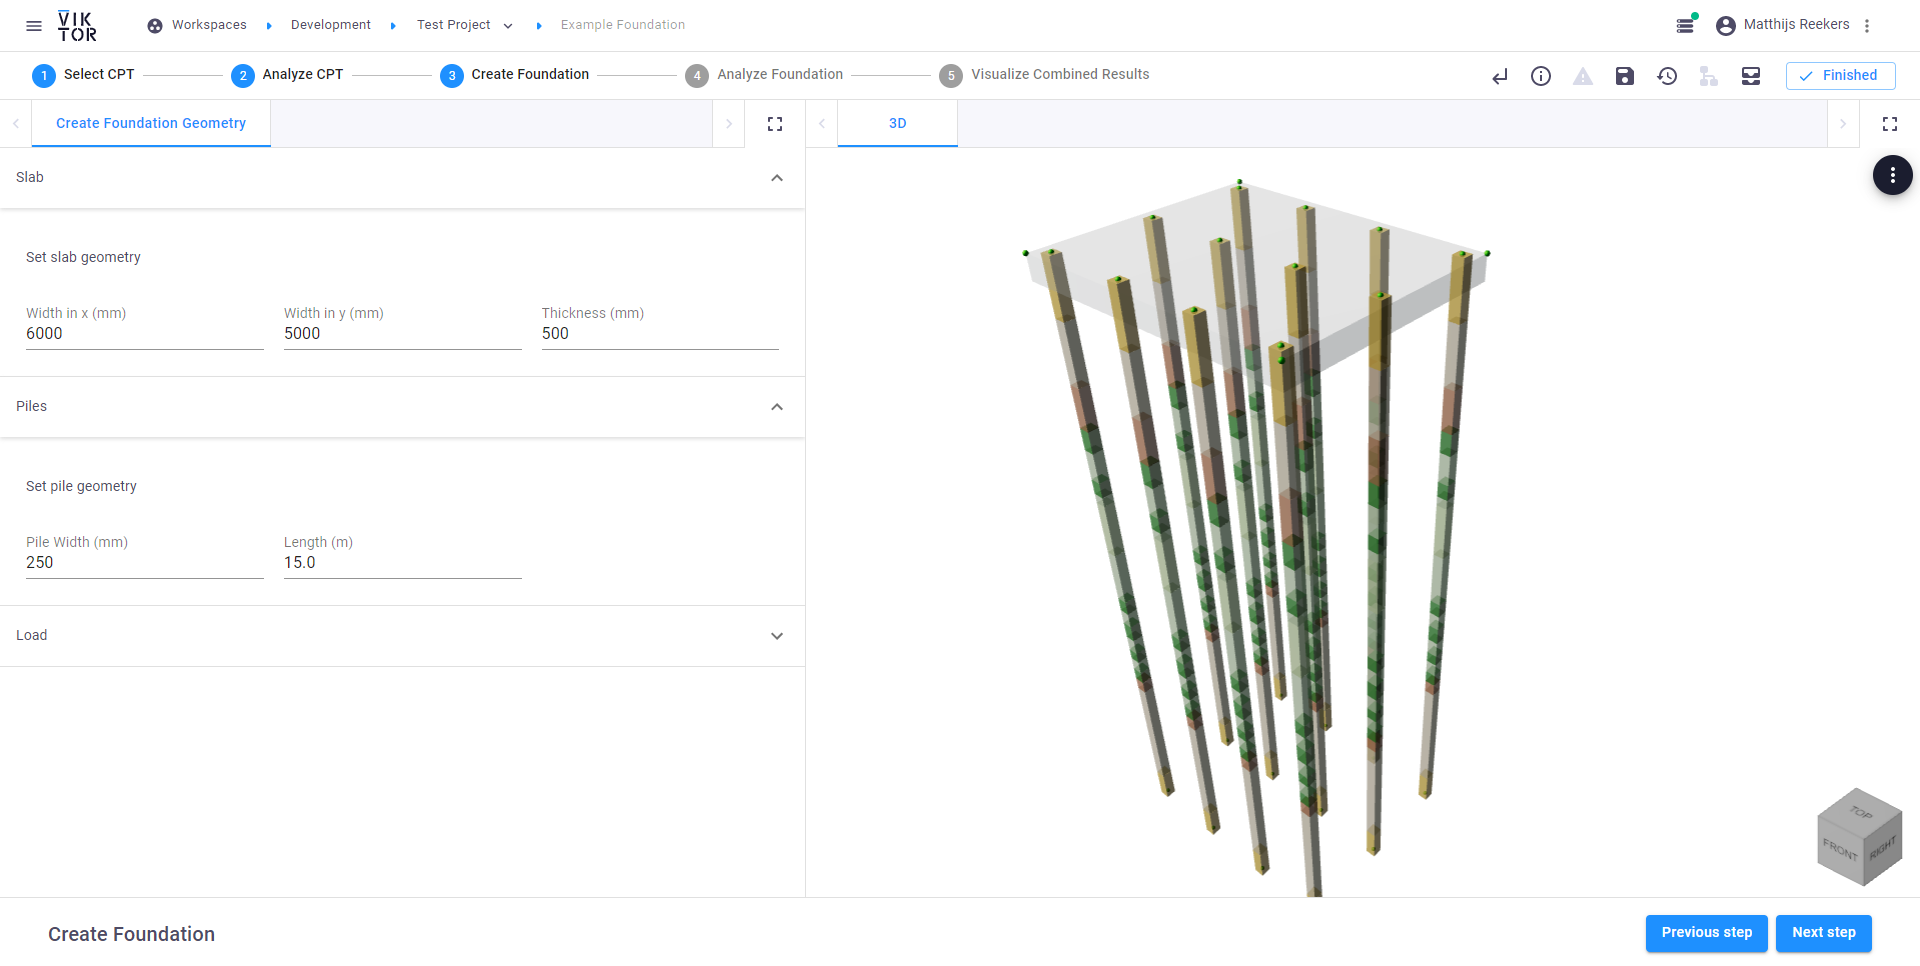 VIKTOR
Workspaces
Development
Test Project
Example Foundation
Matthijs Reekers
1 Select CPT
2 Analyze CPT
3 Create Foundation
4 Analyze Foundation
5 Visualize Combined Results
Finished
Create Foundation Geometry
3D
Slab
Set slab geometry
Width in x (mm)
Width in y (mm)
Thickness (mm)
6000
5000
500
Piles
Set pile geometry
Pile Width (mm)
Length (m)
250
15.0
Load
TOP
FRONT
RIGHT
Create Foundation
Previous step
Next step